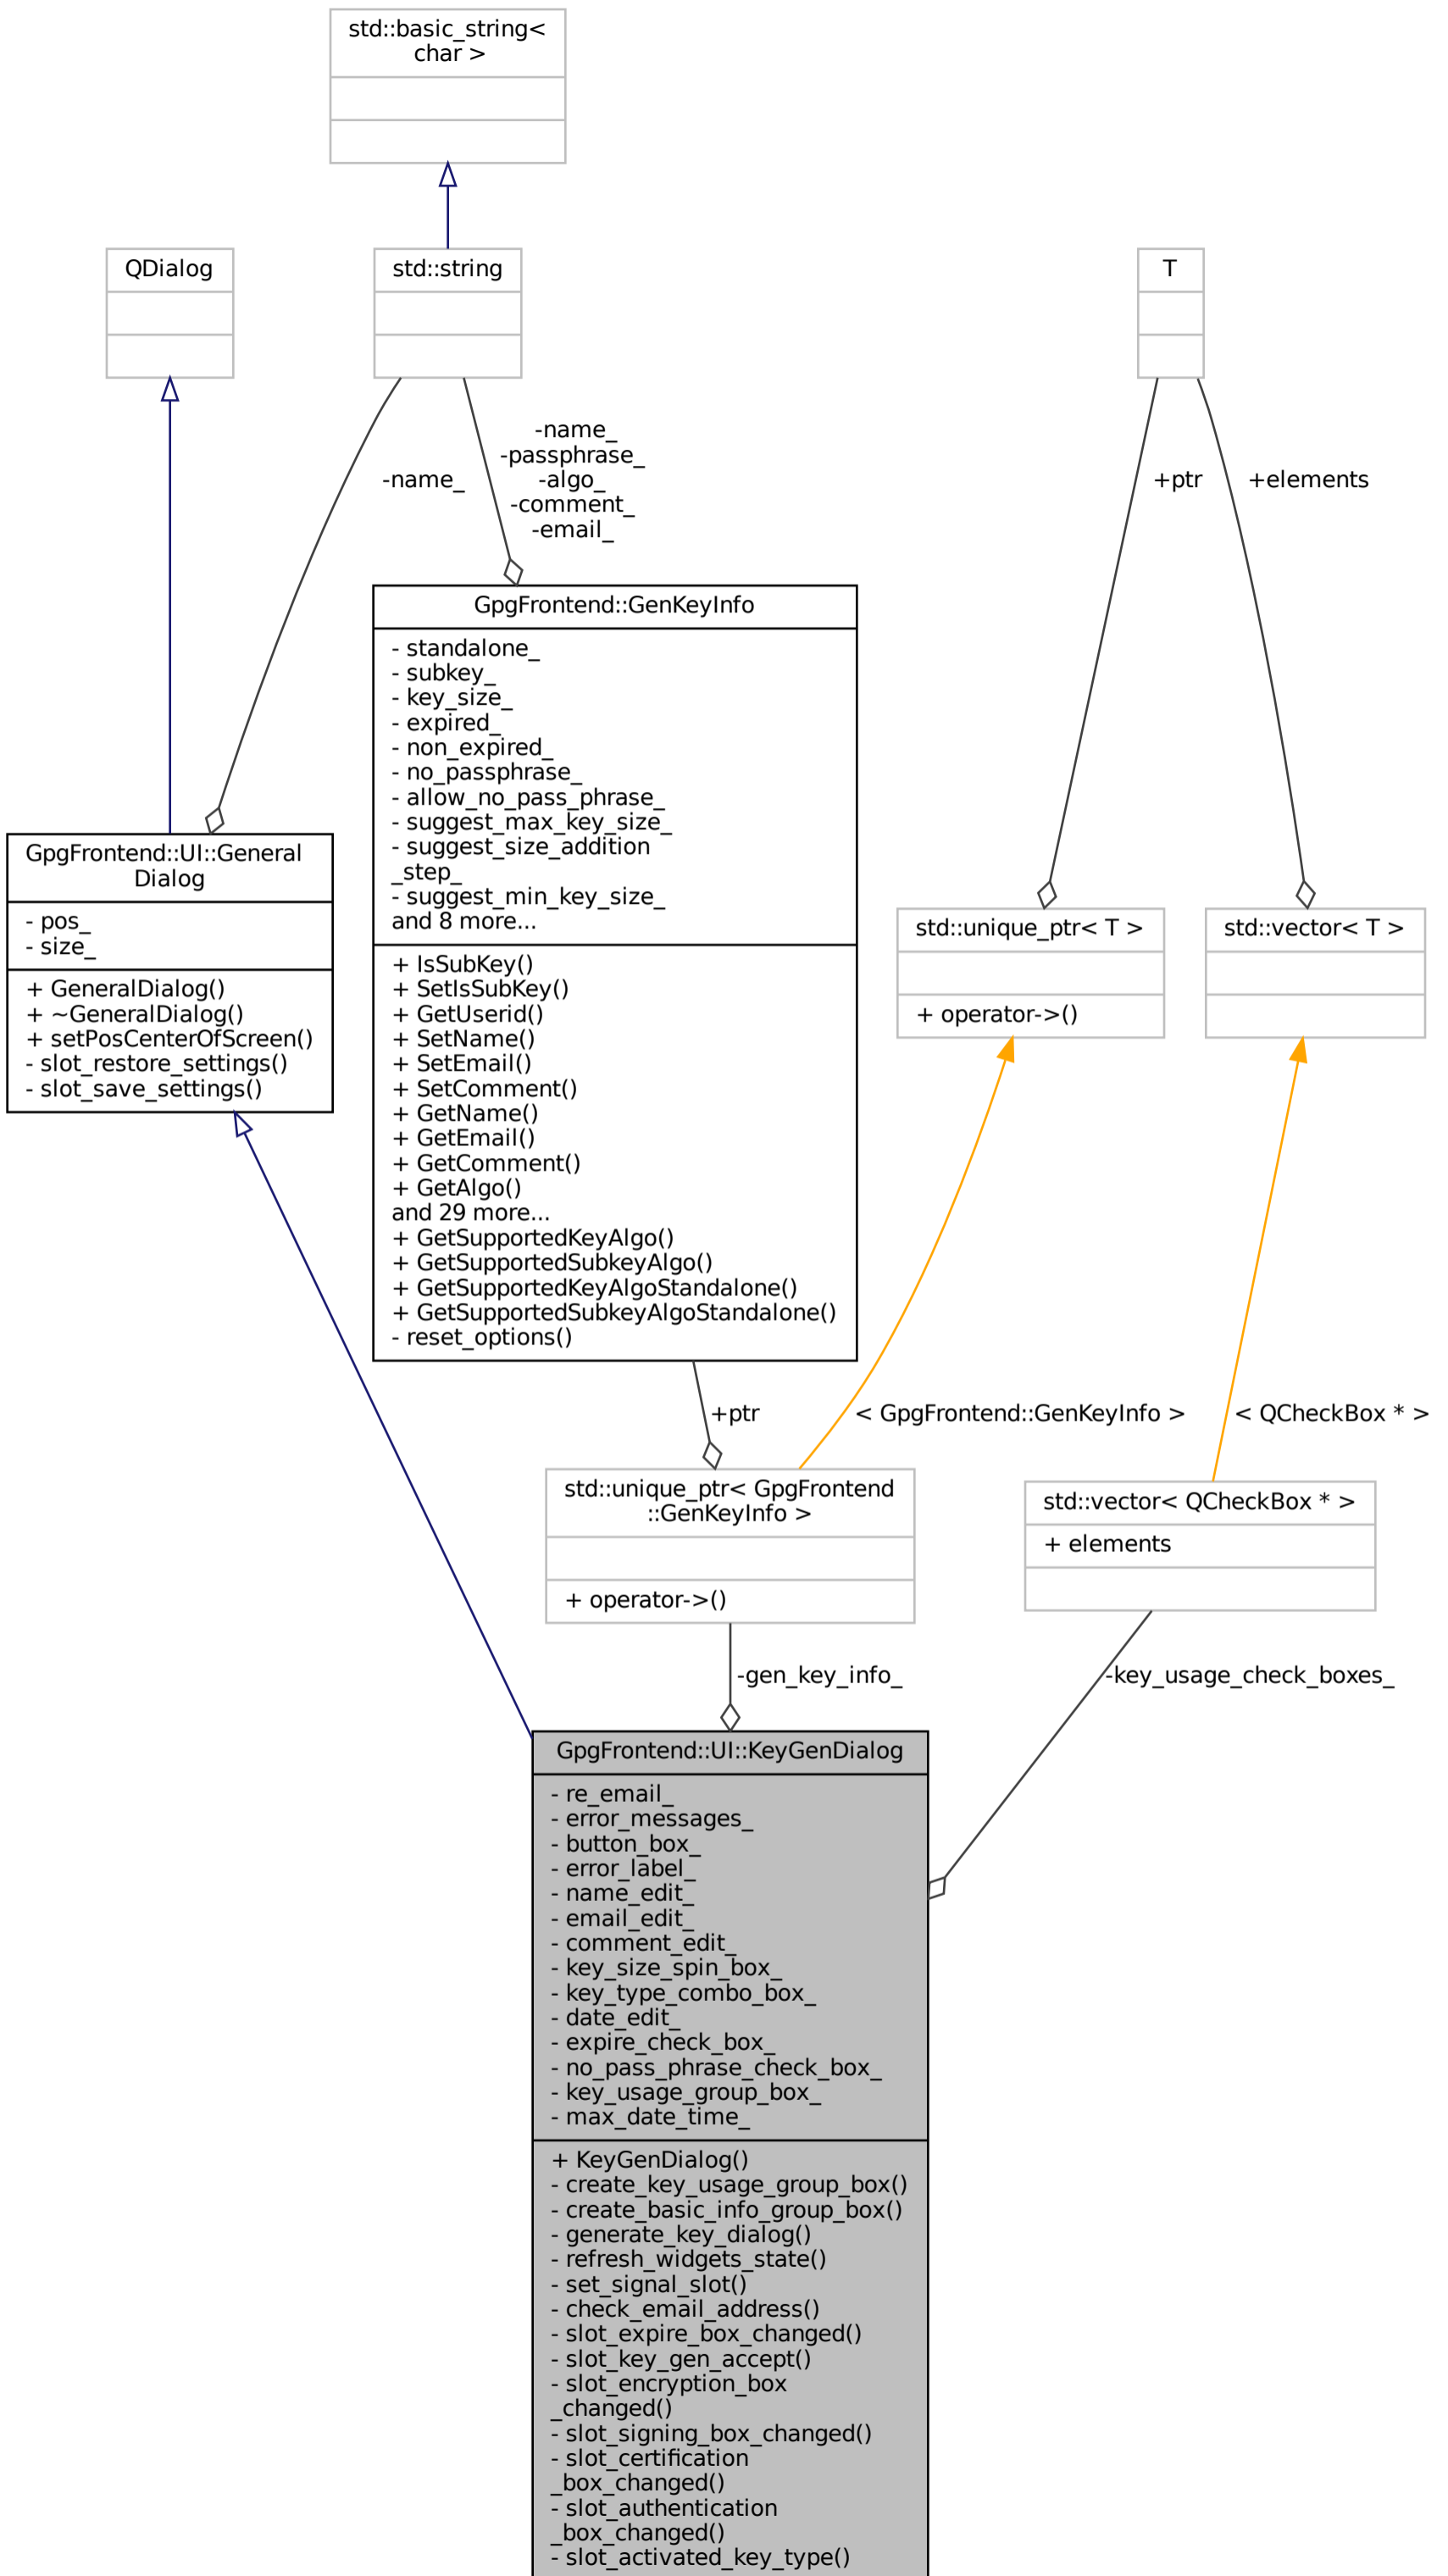 std::basic_string<
char >
QDialog
std::string
T
-name_
-name_
-passphrase_
-algo_
-comment_
-email_
+ptr
+elements
GpgFrontend::GenKeyInfo
- standalone_
- subkey_
- key_size_
- expired_
- non_expired_
- no_passphrase_
- allow_no_pass_phrase_
- suggest_max_key_size_
- suggest_size_addition
_step_
- suggest_min_key_size_
and 8 more...
+ IsSubKey()
+ SetIsSubKey()
+ GetUserid()
+ SetName()
+ SetEmail()
+ SetComment()
+ GetName()
+ GetEmail()
+ GetComment()
+ GetAlgo()
and 29 more...
+ GetSupportedKeyAlgo()
+ GetSupportedSubkeyAlgo()
+ GetSupportedKeyAlgoStandalone()
+ GetSupportedSubkeyAlgoStandalone()
- reset_options()
GpgFrontend::UI::General
Dialog
- pos_
- size_
+ GeneralDialog()
+ ~GeneralDialog()
+ setPosCenterOfScreen()
- slot_restore_settings()
- slot_save_settings()
std::unique_ptr< T >
+ operator->()
std::vector< T >
+ptr
< GpgFrontend::GenKeyInfo >
< QCheckBox * >
std::unique_ptr< GpgFrontend
::GenKeyInfo >
+ operator->()
std::vector< QCheckBox * >
+ elements
-gen_key_info_
-key_usage_check_boxes_
GpgFrontend::UI::KeyGenDialog
- re_email_
- error_messages_
- button_box_
- error_label_
- name_edit_
- email_edit_
- comment_edit_
- key_size_spin_box_
- key_type_combo_box_
- date_edit_
- expire_check_box_
- no_pass_phrase_check_box_
- key_usage_group_box_
- max_date_time_
+ KeyGenDialog()
- create_key_usage_group_box()
- create_basic_info_group_box()
- generate_key_dialog()
- refresh_widgets_state()
- set_signal_slot()
- check_email_address()
- slot_expire_box_changed()
- slot_key_gen_accept()
- slot_encryption_box
_changed()
- slot_signing_box_changed()
- slot_certification
_box_changed()
- slot_authentication
_box_changed()
- slot_activated_key_type()